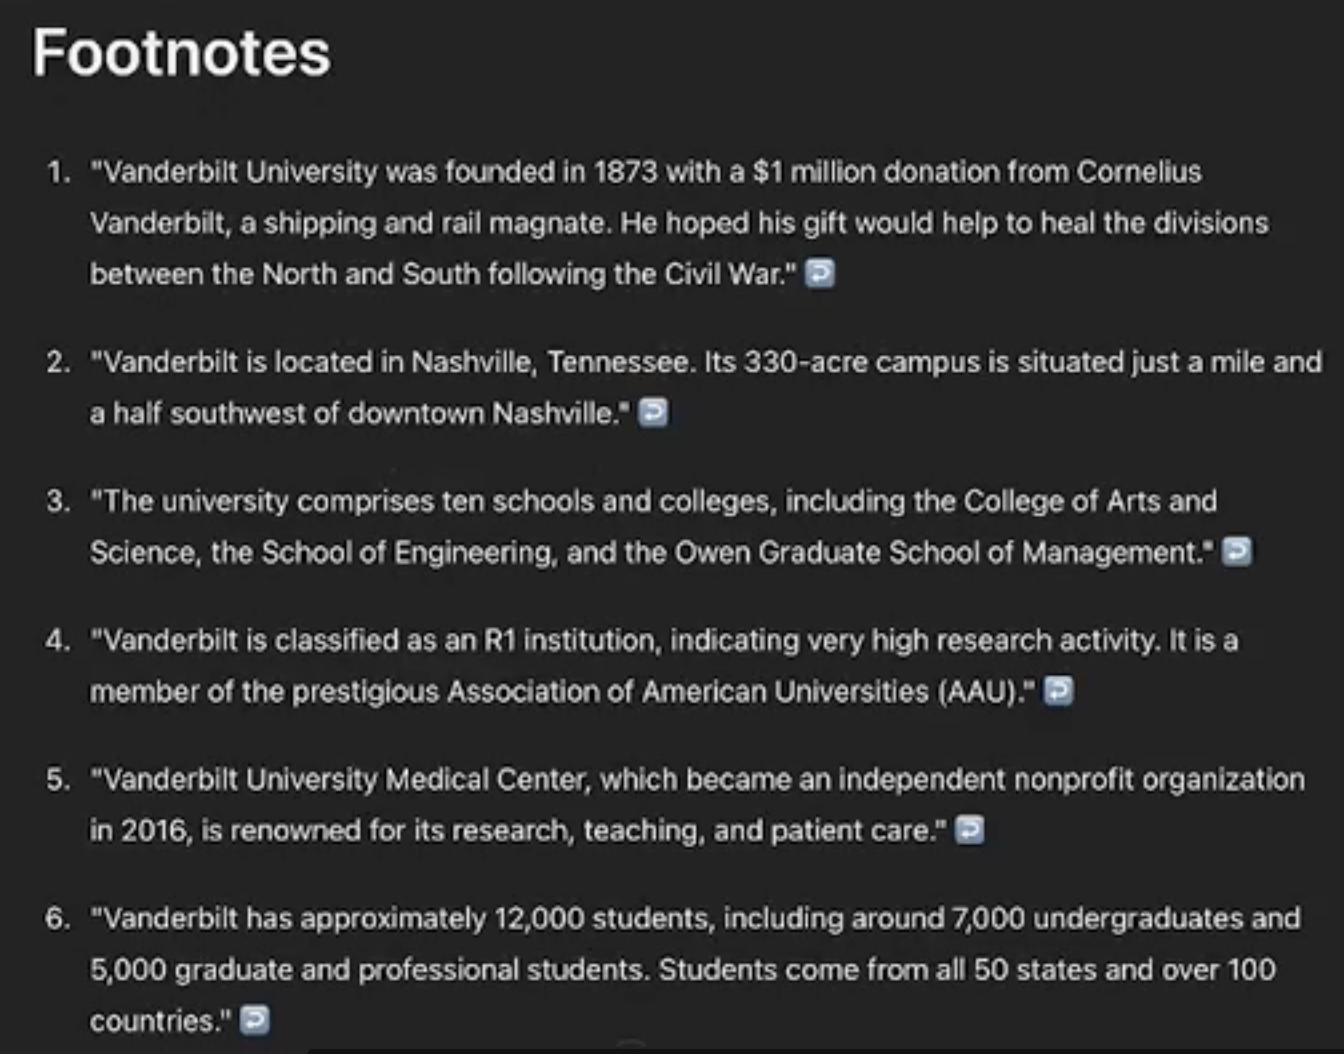 Footnotes
1. "Vanderbilt University was founded in 1873 with a $1 million donation from Cornelius
Vanderbilt, a shipping and rail magnate. He hoped his gift would help to heal the divisions
between the North and South following the Civil War." ↩
2. "Vanderbilt is located in Nashville, Tennessee. Its 330-acre campus is situated just a mile and
a half southwest of downtown Nashville." ↩
3. "The university comprises ten schools and colleges, including the College of Arts and
Science, the School of Engineering, and the Owen Graduate School of Management." ↩
4. "Vanderbilt is classified as an R1 institution, indicating very high research activity. It is a
member of the prestigious Association of American Universities (AAU)." ↩
5. "Vanderbilt University Medical Center, which became an independent nonprofit organization
in 2016, is renowned for its research, teaching, and patient care." ↩
6. "Vanderbilt has approximately 12,000 students, including around 7,000 undergraduates and
5,000 graduate and professional students. Students come from all 50 states and over 100
countries." ↩